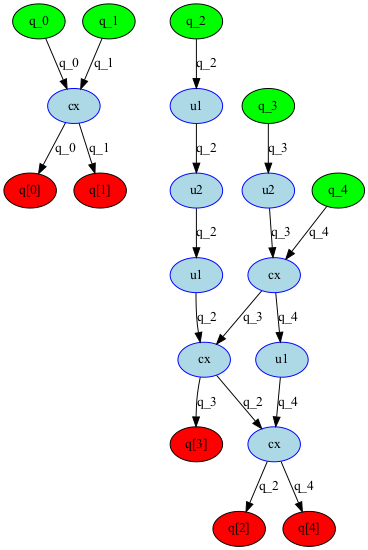 q_0 q_1 q_2
q_0 q_1 q_2
cx u1 q_3
q_0 q_1 q_2 q_3
q[0] q[1] u2 u2 q_4
q_2 q_3 q_4
u1 cx
q_2 q_3 q_4
cx u1
q_3 q_2 q_4
q[3] cx
q_2 q_4
q[2] q[4]